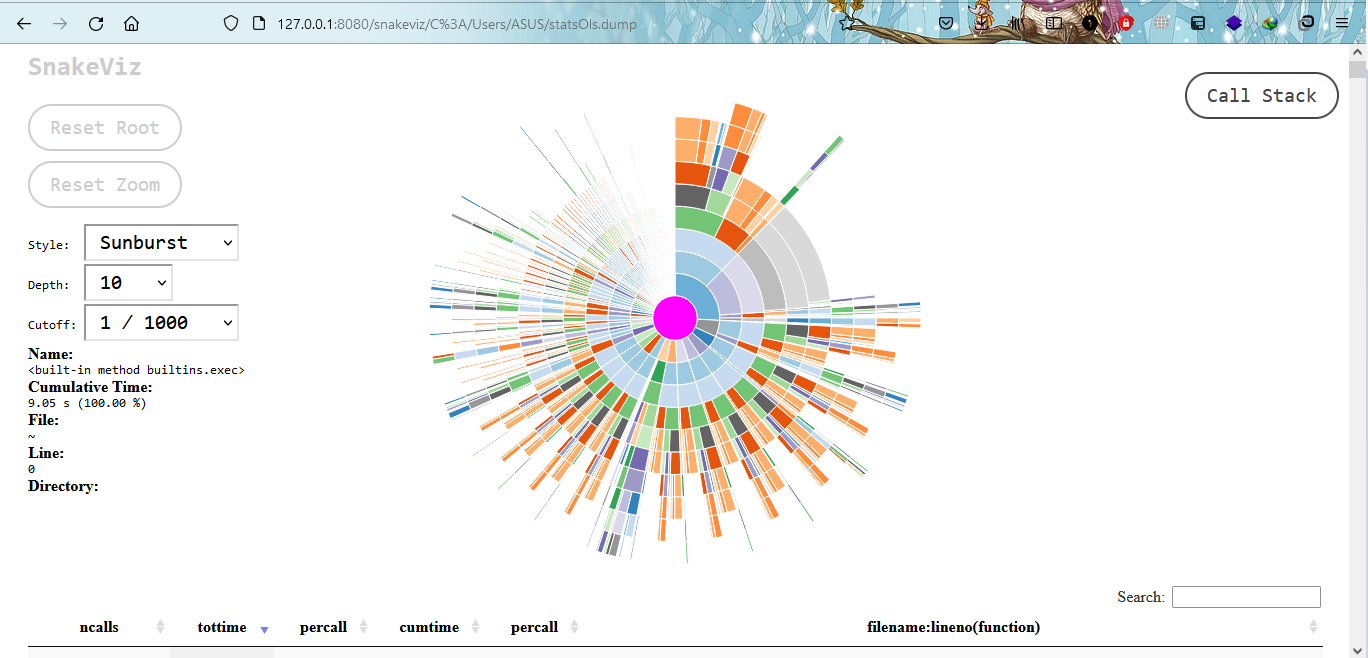 127.0.0.1:8080/snakeviz/C%3A/Users/ASUS/statsOls.dump
SnakeViz
Call Stack
Reset Root
Reset Zoom
Style: Sunburst
Depth: 10
Cutoff: 1 / 1000
Name:
<built-in method builtins.exec>
Cumulative Time:
9.05 s (100.00 %)
File:
~
Line:
0
Directory:
Search:
ncalls tottime percall cumtime percall filename:lineno(function)